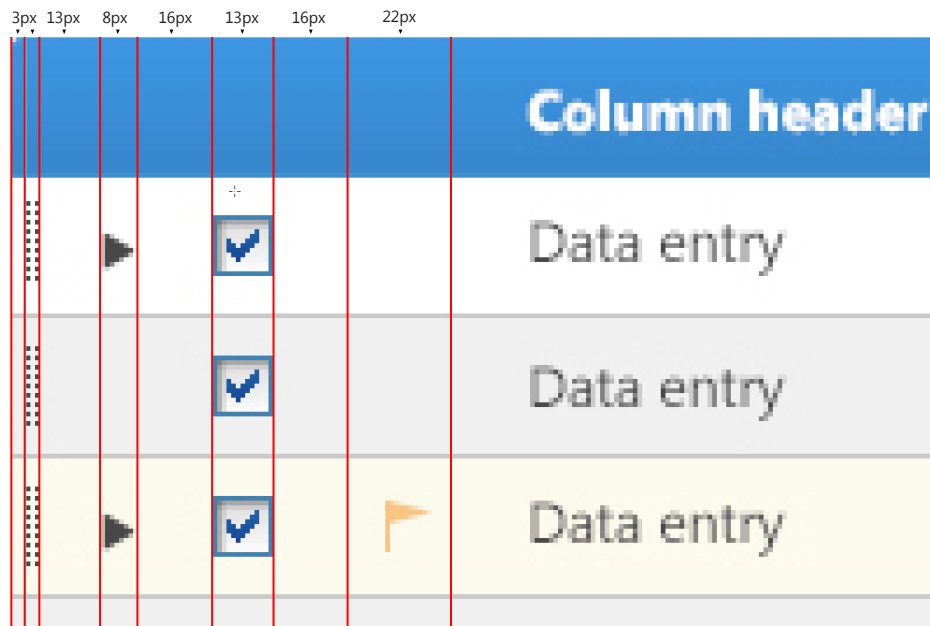 3px 13px 8px 16px 13px 16px 22px
Column header
Data entry
Data entry
Data entry